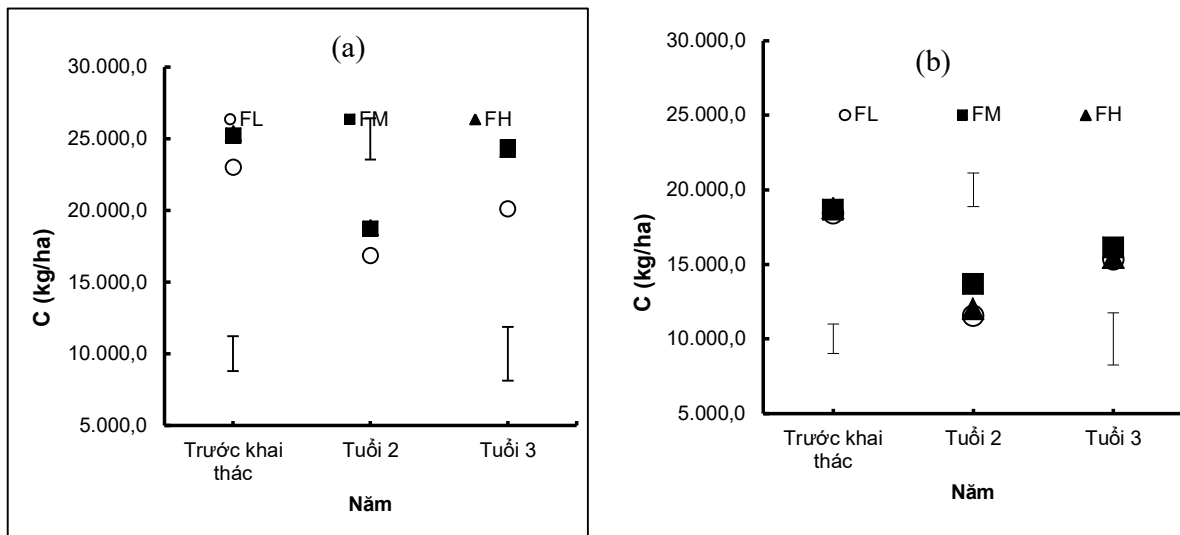 (a)
30.000,0
25.000,0
20.000,0
15.000,0
10.000,0
5.000,0
C (kg/ha)
FL FM FH
Trước khai thác
Tuổi 2
Tuổi 3
Năm
(b)
30.000,0
25.000,0
20.000,0
15.000,0
10.000,0
5.000,0
C (kg/ha)
FL FM FH
Trước khai
thác
Tuổi 2
Tuổi 3
Năm